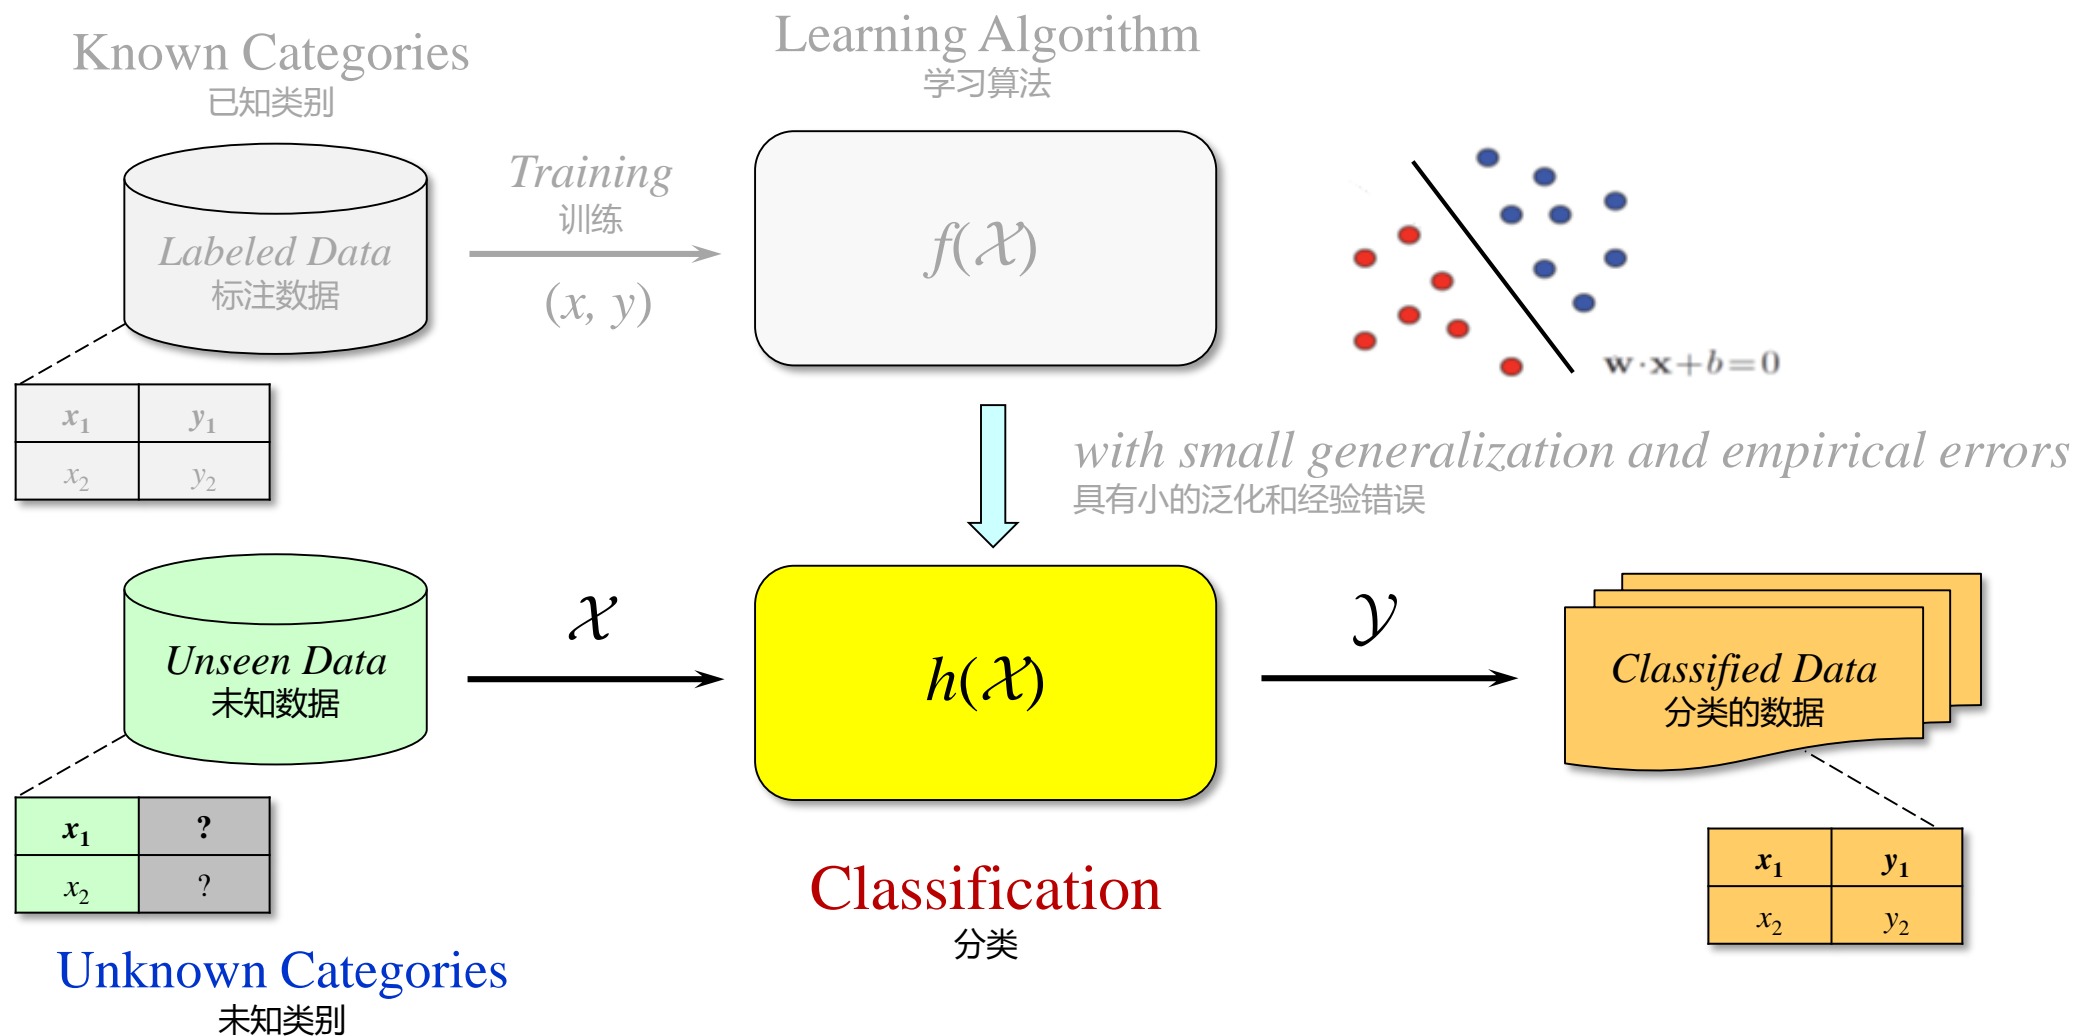 Known Categories
已知类别
Learning Algorithm
学习算法
Training
训练
(x, y)
Labeled Data
标注数据
f(𝒳)
w·x+b=0
x₁ y₁
x₂ y₂
with small generalization and empirical errors
具有小的泛化和经验错误
Unseen Data
未知数据
𝒳
h(𝒳)
𝒴
Classified Data
分类的数据
x₁ ?
x₂ ?
x₁ y₁
x₂ y₂
Classification
分类
Unknown Categories
未知类别